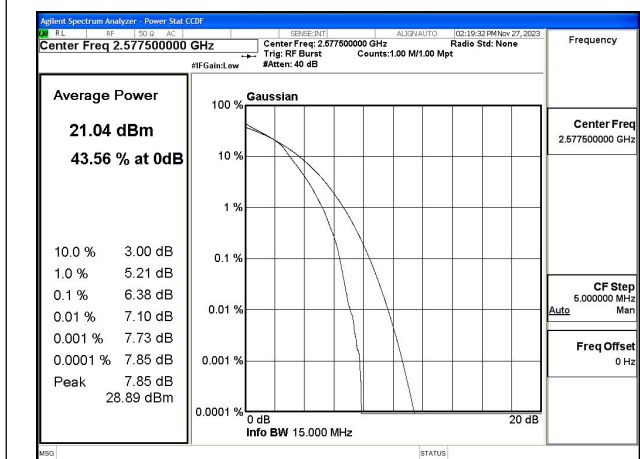 Agilent Spectrum Analyzer - Power Stat CCDF
LXI RL RF 50 Ω AC SENSE:INT ALIGN AUTO 02:19:32 PM Nov 27, 2023
Center Freq 2.577500000 GHz
Center Freq: 2.577500000 GHz Radio Std: None
Trig: RF Burst Counts:1.00 M/1.00 Mpt
#IFGain:Low #Atten: 40 dB
Frequency
Average Power
21.04 dBm
43.56 % at 0dB
10.0 % 3.00 dB
1.0 % 5.21 dB
0.1 % 6.38 dB
0.01 % 7.10 dB
0.001 % 7.73 dB
0.0001 % 7.85 dB
Peak 7.85 dB
28.89 dBm
Gaussian
100 %
10 %
1 %
0.1 %
0.01 %
0.001 %
0.0001 %
0 dB 20 dB
Info BW 15.000 MHz
Center Freq
2.577500000 GHz
CF Step
5.000000 MHz
Auto Man
Freq Offset
0 Hz
MSG STATUS